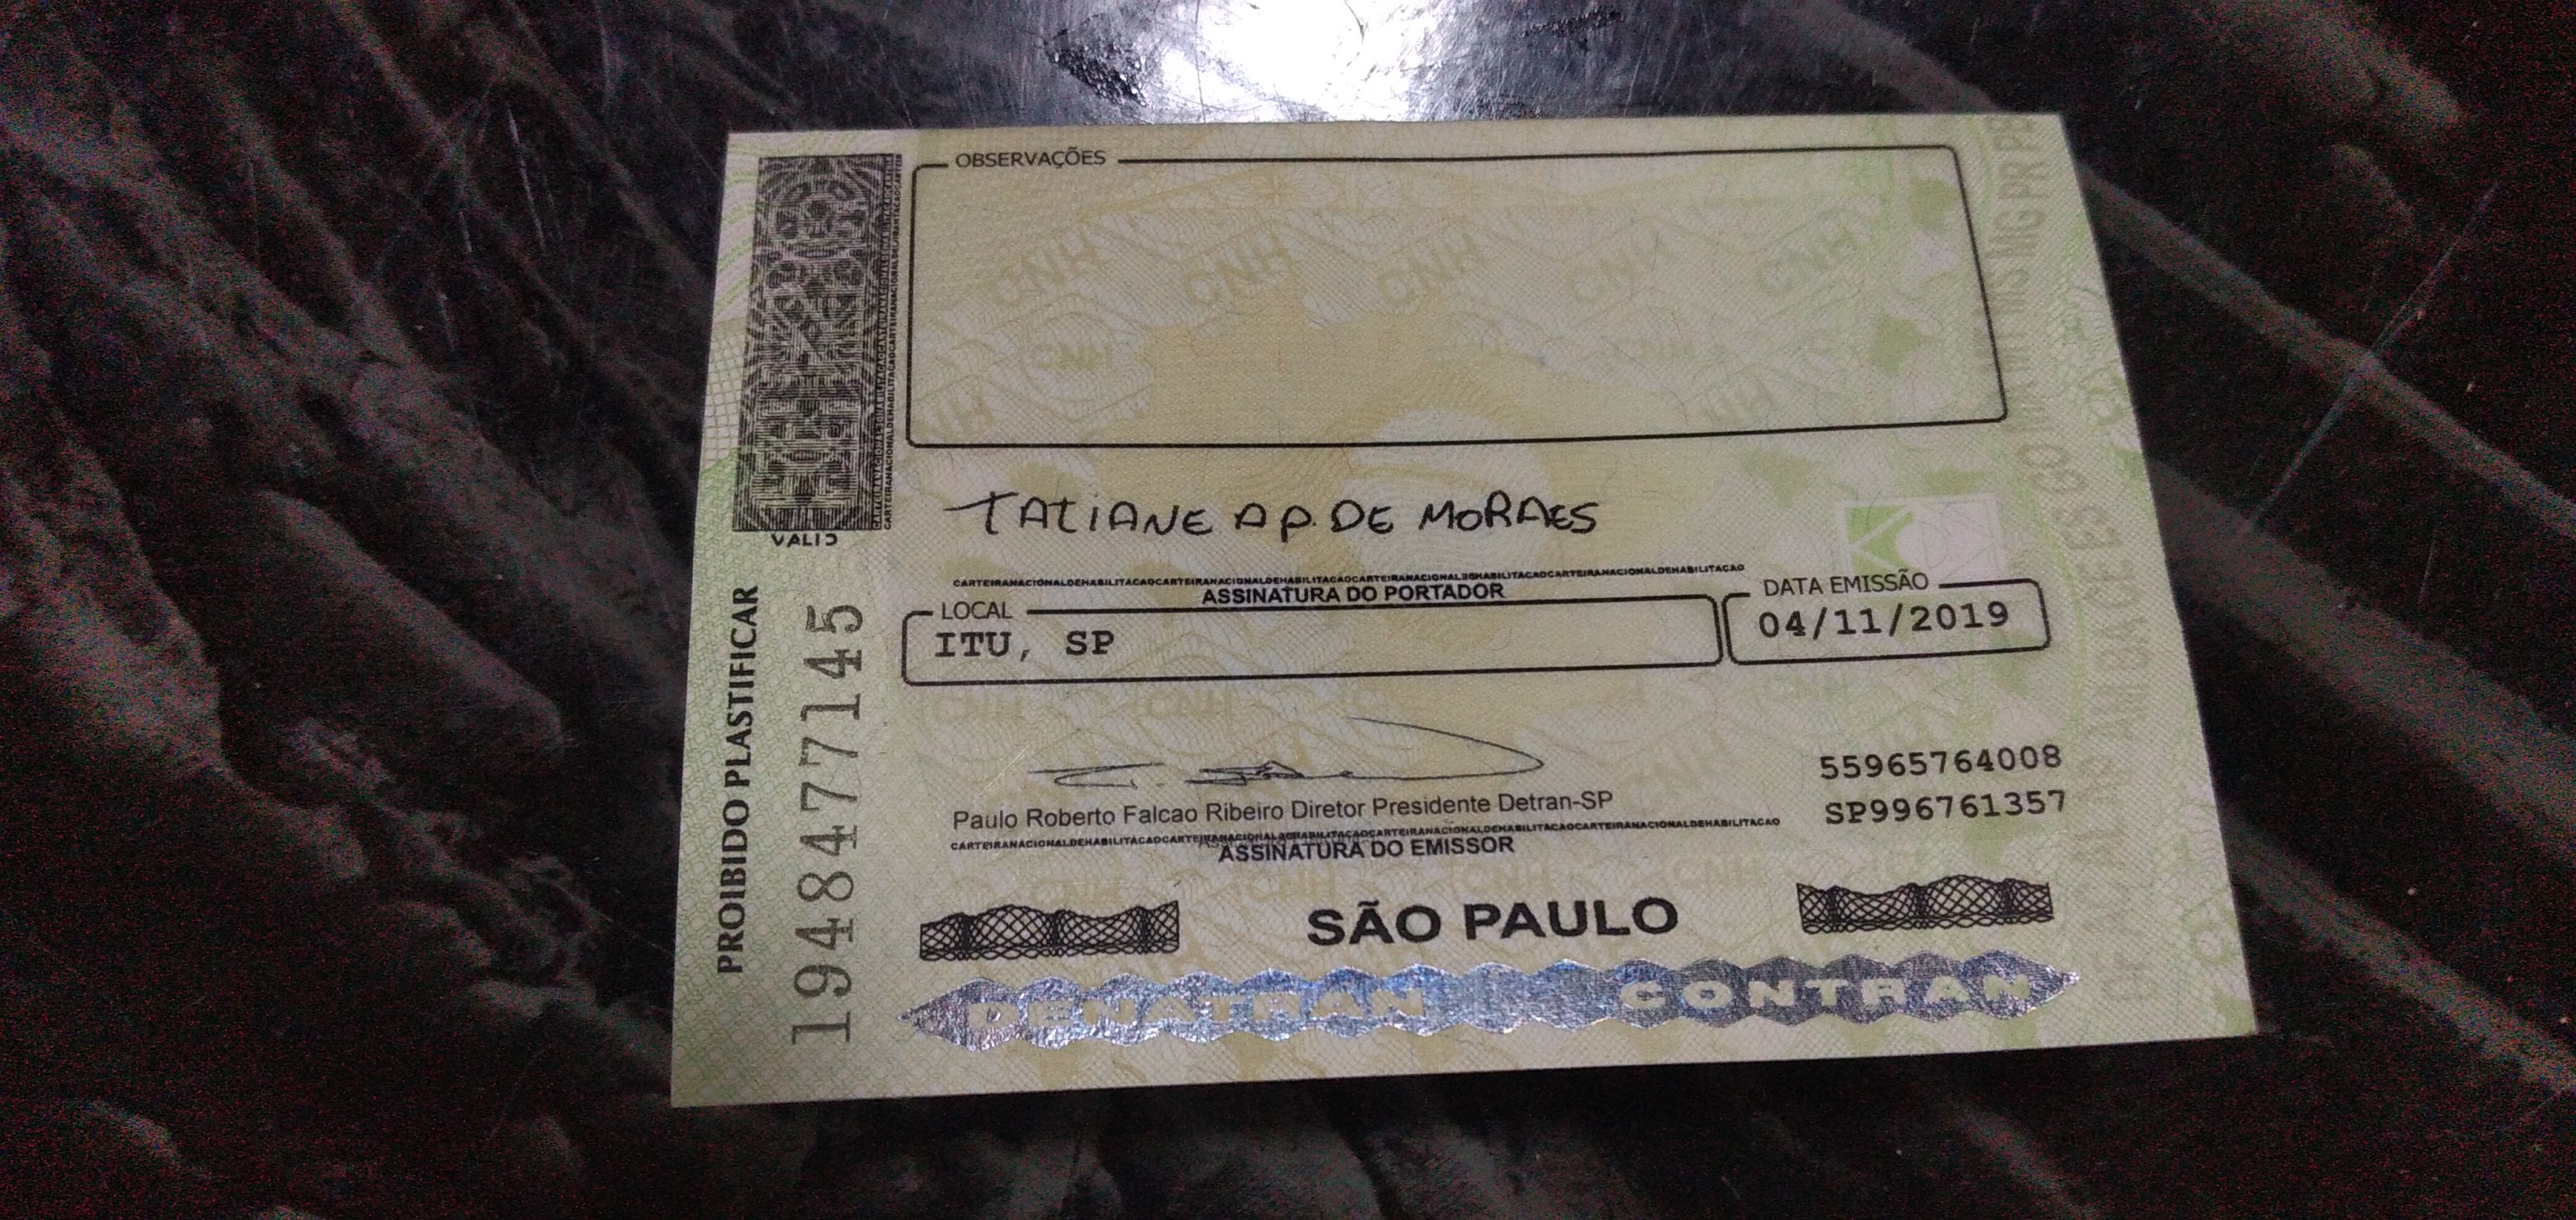 OBSERVAÇÕES
VALID
TATIANE AP. DE MORAES
CARTEIRANACIONALDEHABILITACAOCARTEIRANACIONALDEHABILITACAOCARTEIRANACIONALDEHABILITACAOCARTEIRANACIONALDEHABILITACAO
ASSINATURA DO PORTADOR
LOCAL
ITU, SP
DATA EMISSÃO
04/11/2019
PROIBIDO PLASTIFICAR
1948477145
55965764008
Paulo Roberto Falcao Ribeiro Diretor Presidente Detran-SP
SP996761357
CARTEIRANACIONALDEHABILITACAOCARTEIRANACIONALDEHABILITACAOCARTEIRANACIONALDEHABILITACAOCARTEIRANACIONALDEHABILITACAO
ASSINATURA DO EMISSOR
SÃO PAULO
DENATRAN CONTRAN